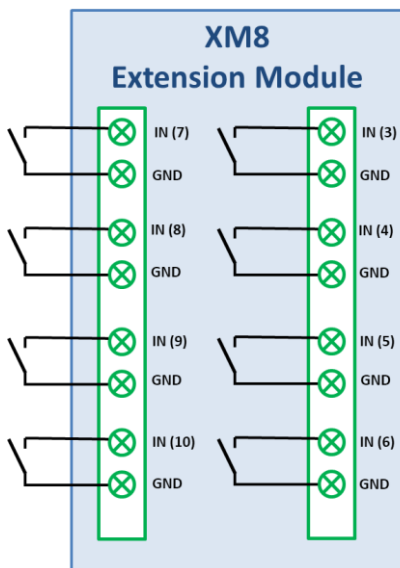 XM8
Extension Module
IN (7)
GND
IN (8)
GND
IN (9)
GND
IN (10)
GND
IN (3)
GND
IN (4)
GND
IN (5)
GND
IN (6)
GND